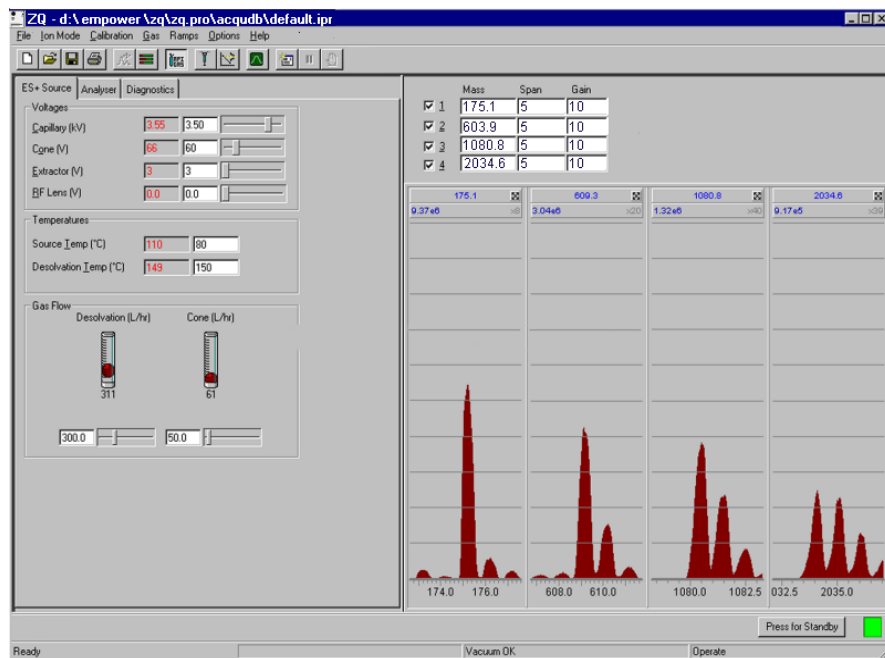 ZQ - d:\empower\zq\zq.pro\acqudb\default.ipr
File Ion Mode Calibration Gas Ramps Options Help
ES+ Source Analyser Diagnostics
Voltages
Capillary (kV) 3.55 3.50
Cone (V) 66 60
Extractor (V) 3 3
RF Lens (V) 0.0 0.0
Temperatures
Source Temp (°C) 110 80
Desolvation Temp (°C) 149 150
Gas Flow
Desolvation (L/hr) Cone (L/hr)
311 61
300.0 50.0
Mass Span Gain
1 175.1 5 10
2 603.9 5 10
3 1080.8 5 10
4 2034.6 5 10
175.1 609.3 1080.8 2034.6
9.37e6 x8 3.04e6 x20 1.32e6 x40 9.17e5 x39
174.0 176.0 608.0 610.0 1080.0 1082.5 032.5 2035.0
Press for Standby
Ready Vacuum OK Operate